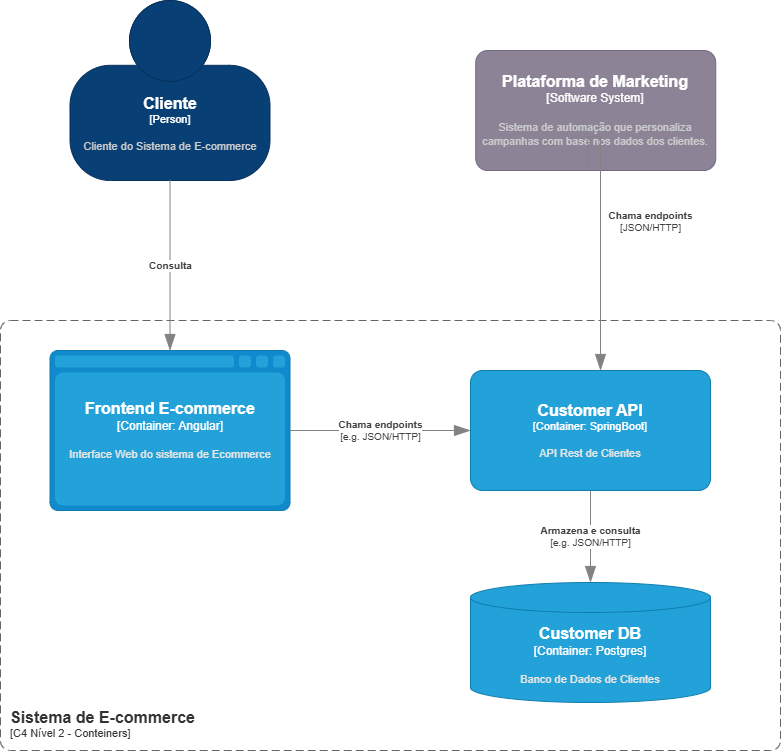 Cliente
[Person]
Cliente do Sistema de E-commerce
Plataforma de Marketing
[Software System]
Sistema de automação que personaliza
campanhas com base nos dados dos clientes.
Chama endpoints
[JSON/HTTP]
Consulta
Frontend E-commerce
[Container: Angular]
Interface Web do sistema de Ecommerce
Chama endpoints
[e.g. JSON/HTTP]
Customer API
[Container: SpringBoot]
API Rest de Clientes
Armazena e consulta
[e.g. JSON/HTTP]
Customer DB
[Container: Postgres]
Banco de Dados de Clientes
Sistema de E-commerce
[C4 Nível 2 - Conteiners]